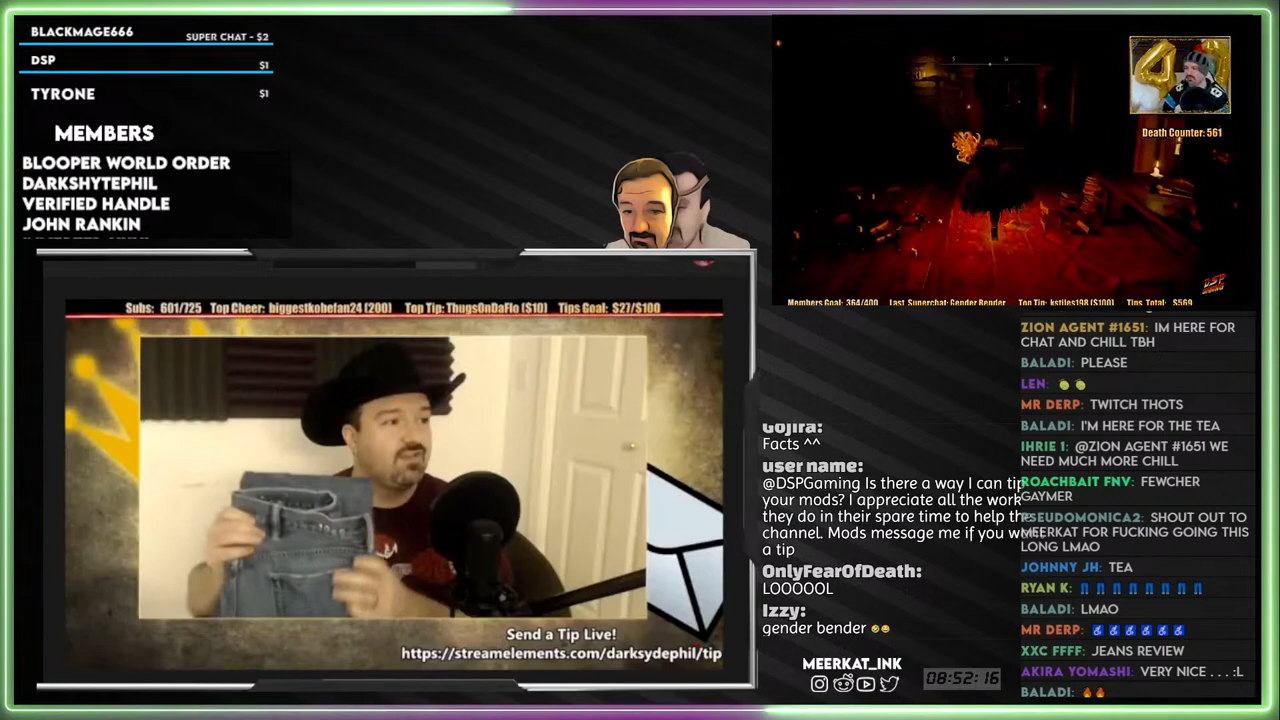 BLACKMAGE666 SUPER CHAT - $2
DSP $1
TYRONE $1
MEMBERS
BLOOPER WORLD ORDER
DARKSHYTEPHIL
VERIFIED HANDLE
JOHN RANKIN
Death Counter: 561
DSP
Members Goal: 364/400 Last Superchat: Gender Bender Top Tip: kstiles198 ($100) Tips Total: $569
Subs: 601/725 Top Cheer: biggestkobefan24 (200) Top Tip: ThugsOnDaFlo ($10) Tips Goal: $27/$100
Send a Tip Live!
https://streamelements.com/darksydephil/tip
Gojira:
Facts ^^
user name:
@DSPGaming Is there a way I can tip
your mods? I appreciate all the work
they do in their spare time to help the
channel. Mods message me if you
a tip
OnlyFearOfDeath:
LOOOOOL
Izzy:
gender bender
MEERKAT_INK
08:52:16
ZION AGENT #1651: IM HERE FOR
CHAT AND CHILL TBH
BALADI: PLEASE
LEN:
MR DERP: TWITCH THOTS
BALADI: I'M HERE FOR THE TEA
IHRIE 1: @ZION AGENT #1651 WE
NEED MUCH MORE CHILL
ROACHBAIT FNV: FEWCHER
GAYMER
PSEUDOMONICA2: SHOUT OUT TO
MEERKAT FOR FUCKING GOING THIS
LONG LMAO
JOHNNY JH: TEA
RYAN K: 👖 👖 👖 👖 👖 👖 👖
BALADI: LMAO
MR DERP: ♿ ♿ ♿ ♿ ♿ ♿
XXC FFFF: JEANS REVIEW
AKIRA YOMASHI: VERY NICE . . . :L
BALADI: 🔥🔥